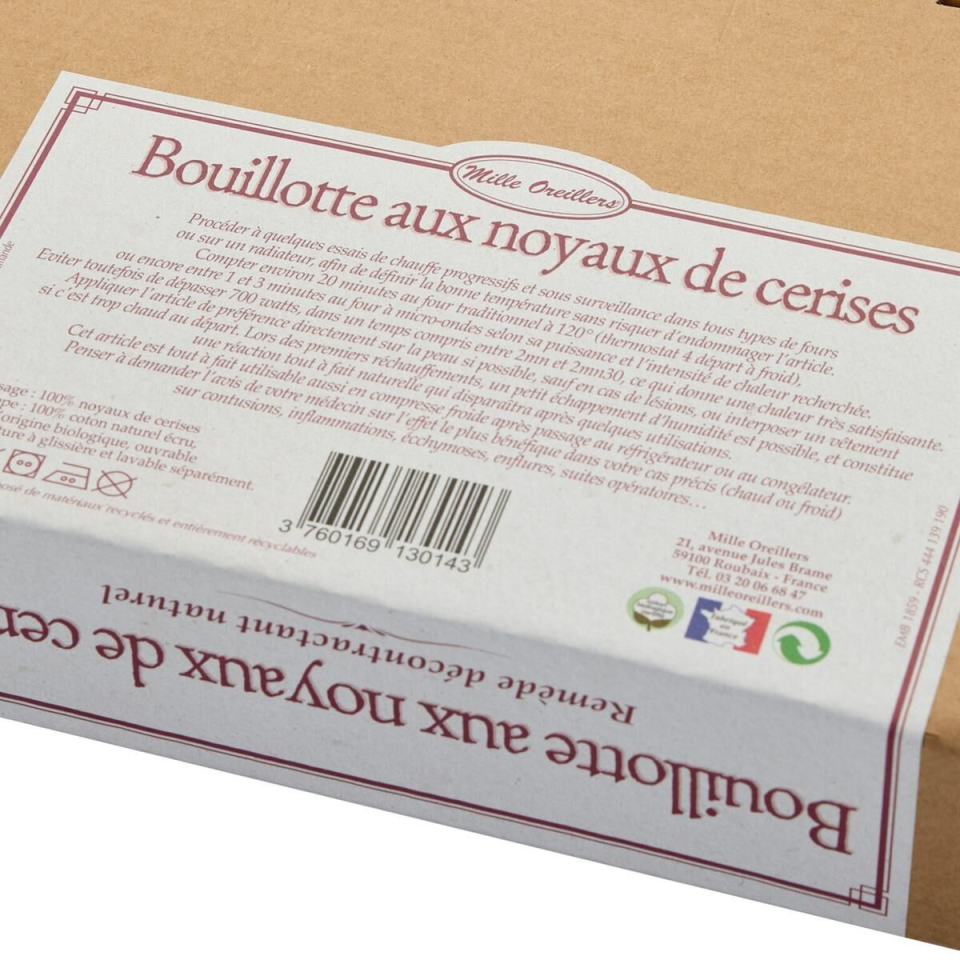 Mille Oreillers
Bouillotte aux noyaux de cerises
Procéder à quelques essais de chauffe progressifs et sous surveillance dans tous types de fours
ou sur un radiateur, afin de définir la bonne température sans risquer d'endommager l'article.
Compter environ 20 minutes au four traditionnel à 120° (thermostat 4 départ à froid),
ou encore entre 1 et 3 minutes au four à micro-ondes selon sa puissance et l'intensité de chaleur recherchée.
Eviter toutefois de dépasser 700 watts, dans un temps compris entre 2mn et 2mn30, ce qui donne une chaleur très satisfaisante.
Appliquer l'article de préférence directement sur la peau si possible, sauf en cas de lésions, ou interposer un vêtement
si c'est trop chaud au départ. Lors des premiers réchauffements, un petit échappement d'humidité est possible, et constitue
une réaction tout à fait naturelle qui disparaîtra après quelques utilisations.
Cet article est tout à fait utilisable aussi en compresse froide après passage au réfrigérateur ou au congélateur.
Penser à demander l'avis de votre médecin sur l'effet le plus bénéfique dans votre cas précis (chaud ou froid)
sur contusions, inflammations, ecchymoses, enflures, suites opératoires...
sage : 100% noyaux de cerises
pe : 100% coton naturel écru,
origine biologique, ouvrable
ture à glissière et lavable séparément.
osé de matériaux recyclés et entièrement recyclables
3 760169 130143
Mille Oreillers
21, avenue Jules Brame
59100 Roubaix - France
Tél. 03 20 06 68 47
www.milleoreillers.com
Fabriqué
en
France
EMB 1859 - RCS 444 139 190
Remède décontractant naturel
Bouillotte aux noyaux de cer